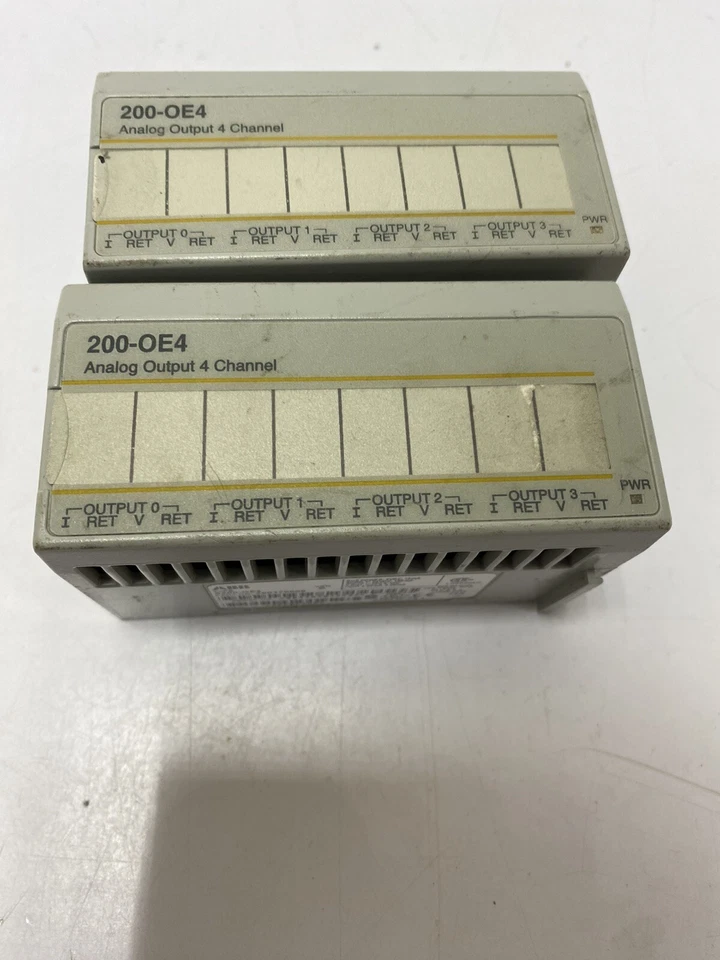 200-OE4
Analog Output 4 Channel
PWR
OUTPUT 0 OUTPUT 1 OUTPUT 2 OUTPUT 3
I RET V RET I RET V RET I RET V RET I RET V RET
200-OE4
Analog Output 4 Channel
PWR
OUTPUT 0 OUTPUT 1 OUTPUT 2 OUTPUT 3
I RET V RET I. RET V RET I RET V RET I RET V RET
ABB